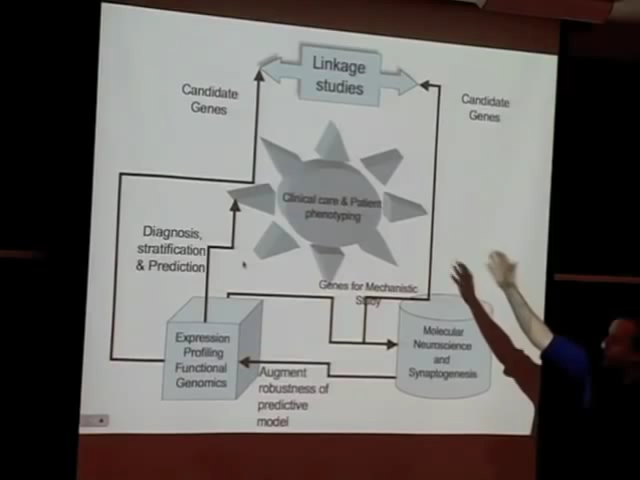 Linkage
studies
Candidate
Genes
Candidate
Genes
Clinical care & Patient
phenotyping
Diagnosis,
stratification
& Prediction
Genes for Mechanistic
Study
Expression
Profiling
Functional
Genomics
Molecular
Neuroscience
and
Synaptogenesis
Augment
robustness of
predictive
model